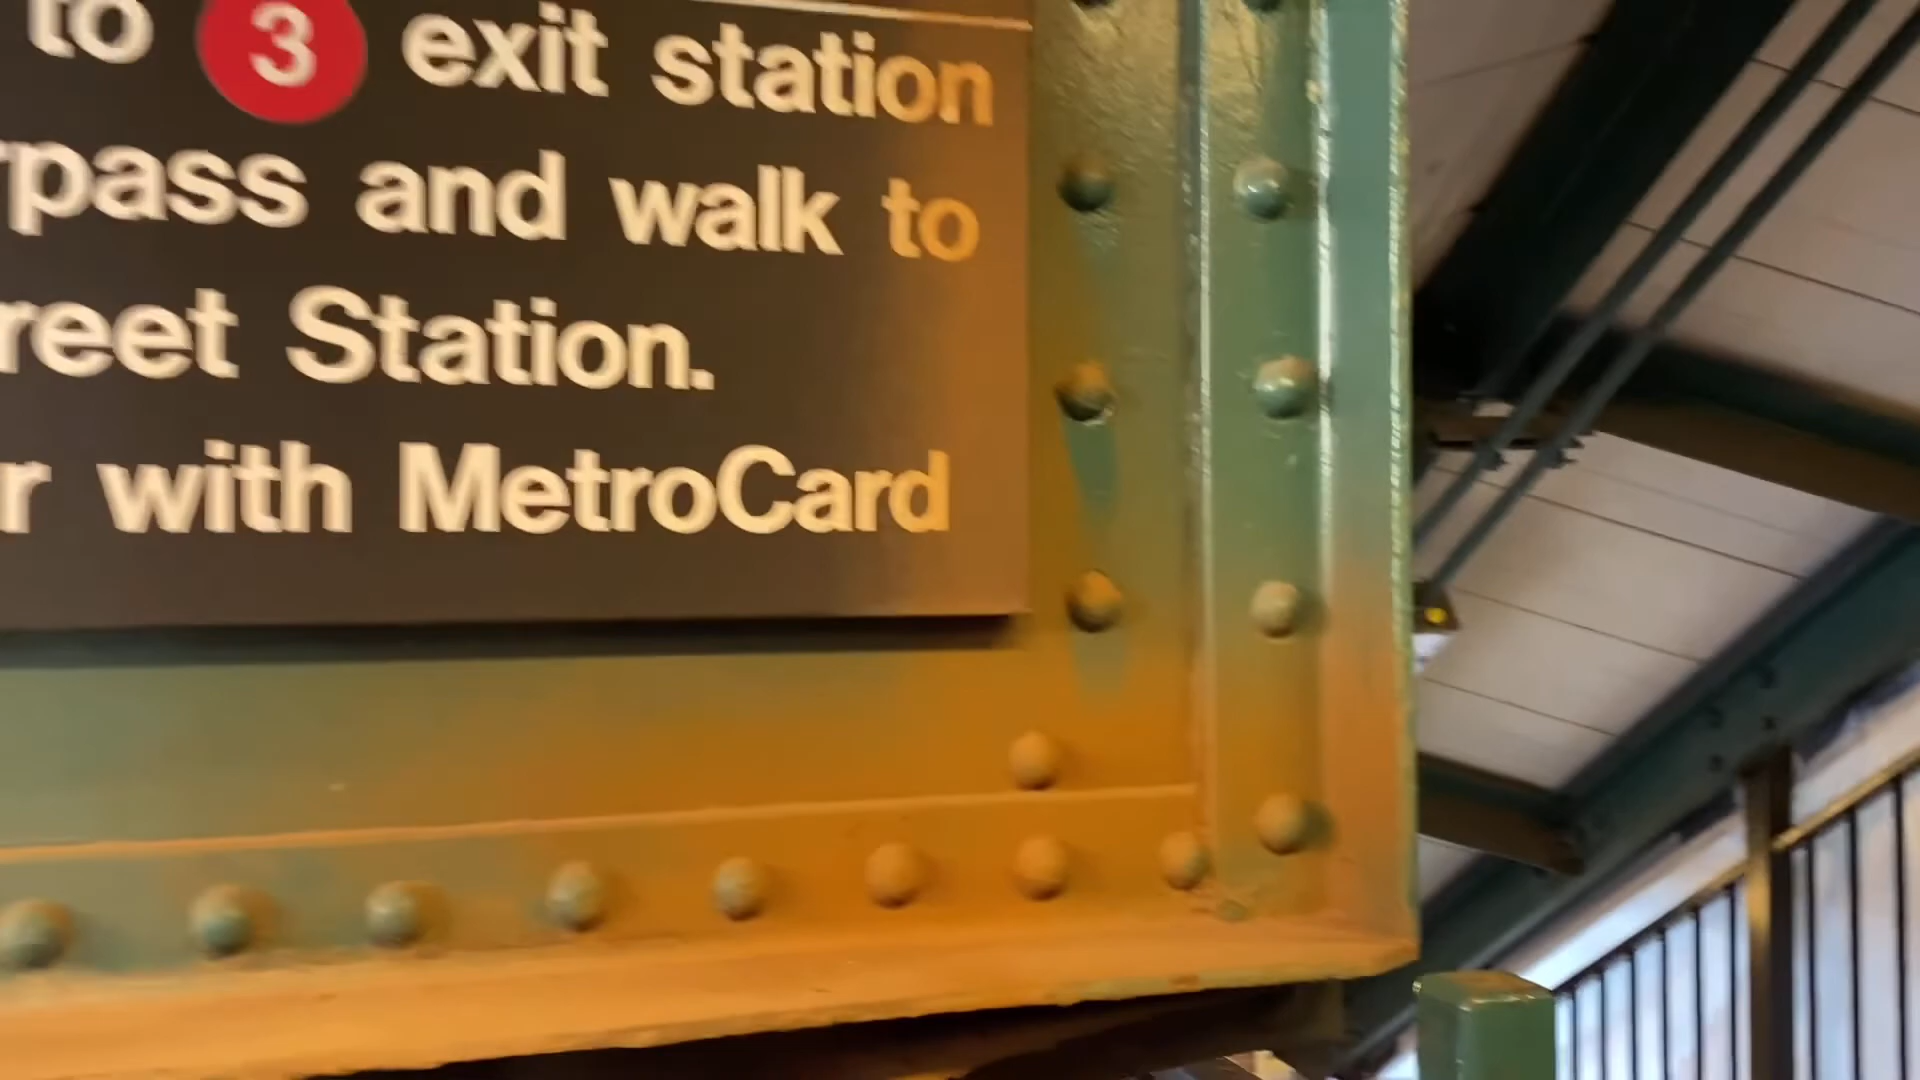 to 3 exit station
rpass and walk to
reet Station.
r with MetroCard